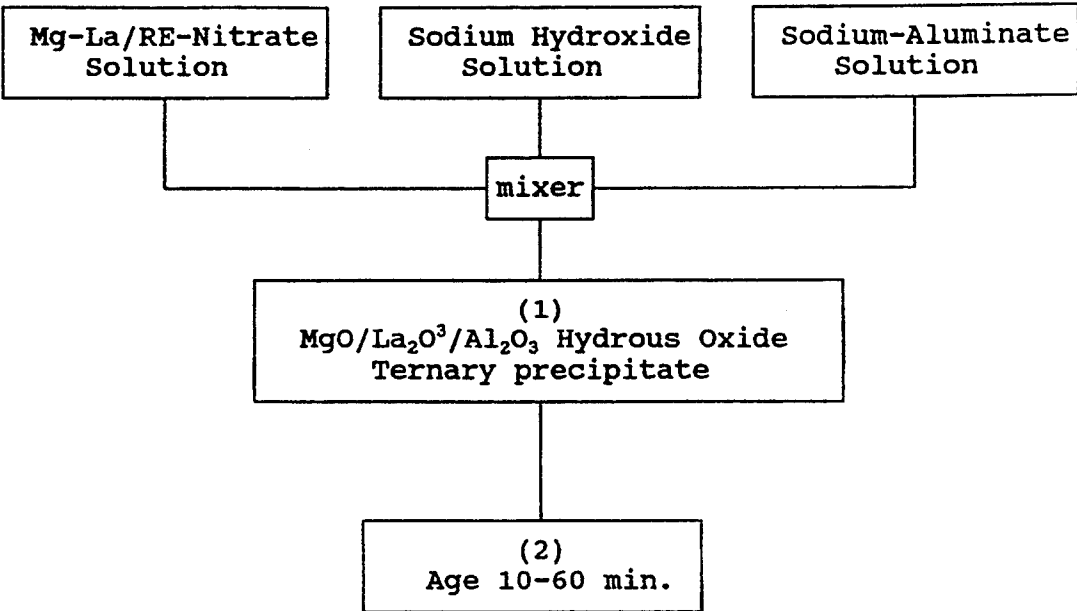 Mg-La/RE-Nitrate
Solution
Sodium Hydroxide
Solution
Sodium-Aluminate
Solution
mixer
(1)
MgO/La₂O³/Al₂O₃ Hydrous Oxide
Ternary precipitate
(2)
Age 10-60 min.